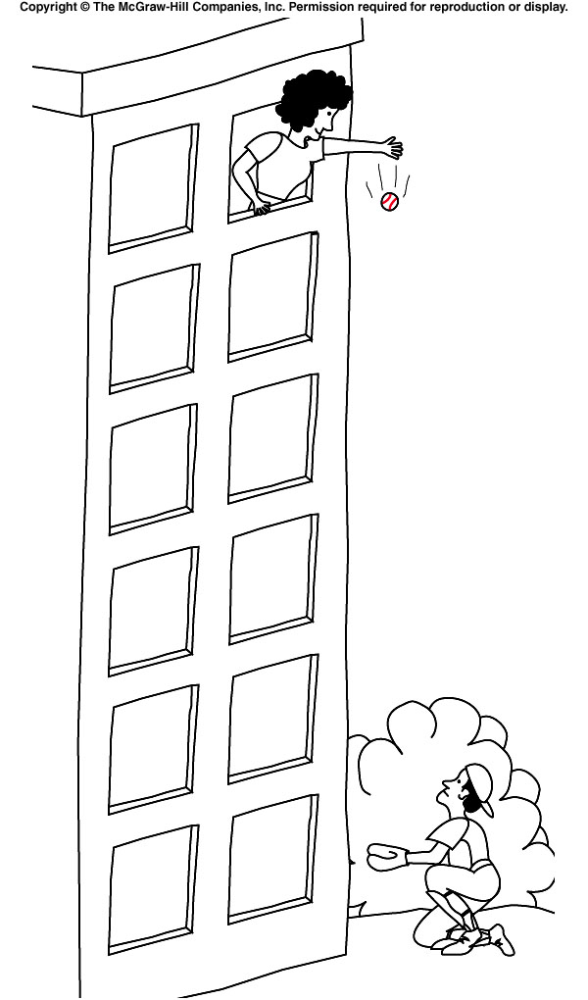 Copyright © The McGraw-Hill Companies, Inc. Permission required for reproduction or display.